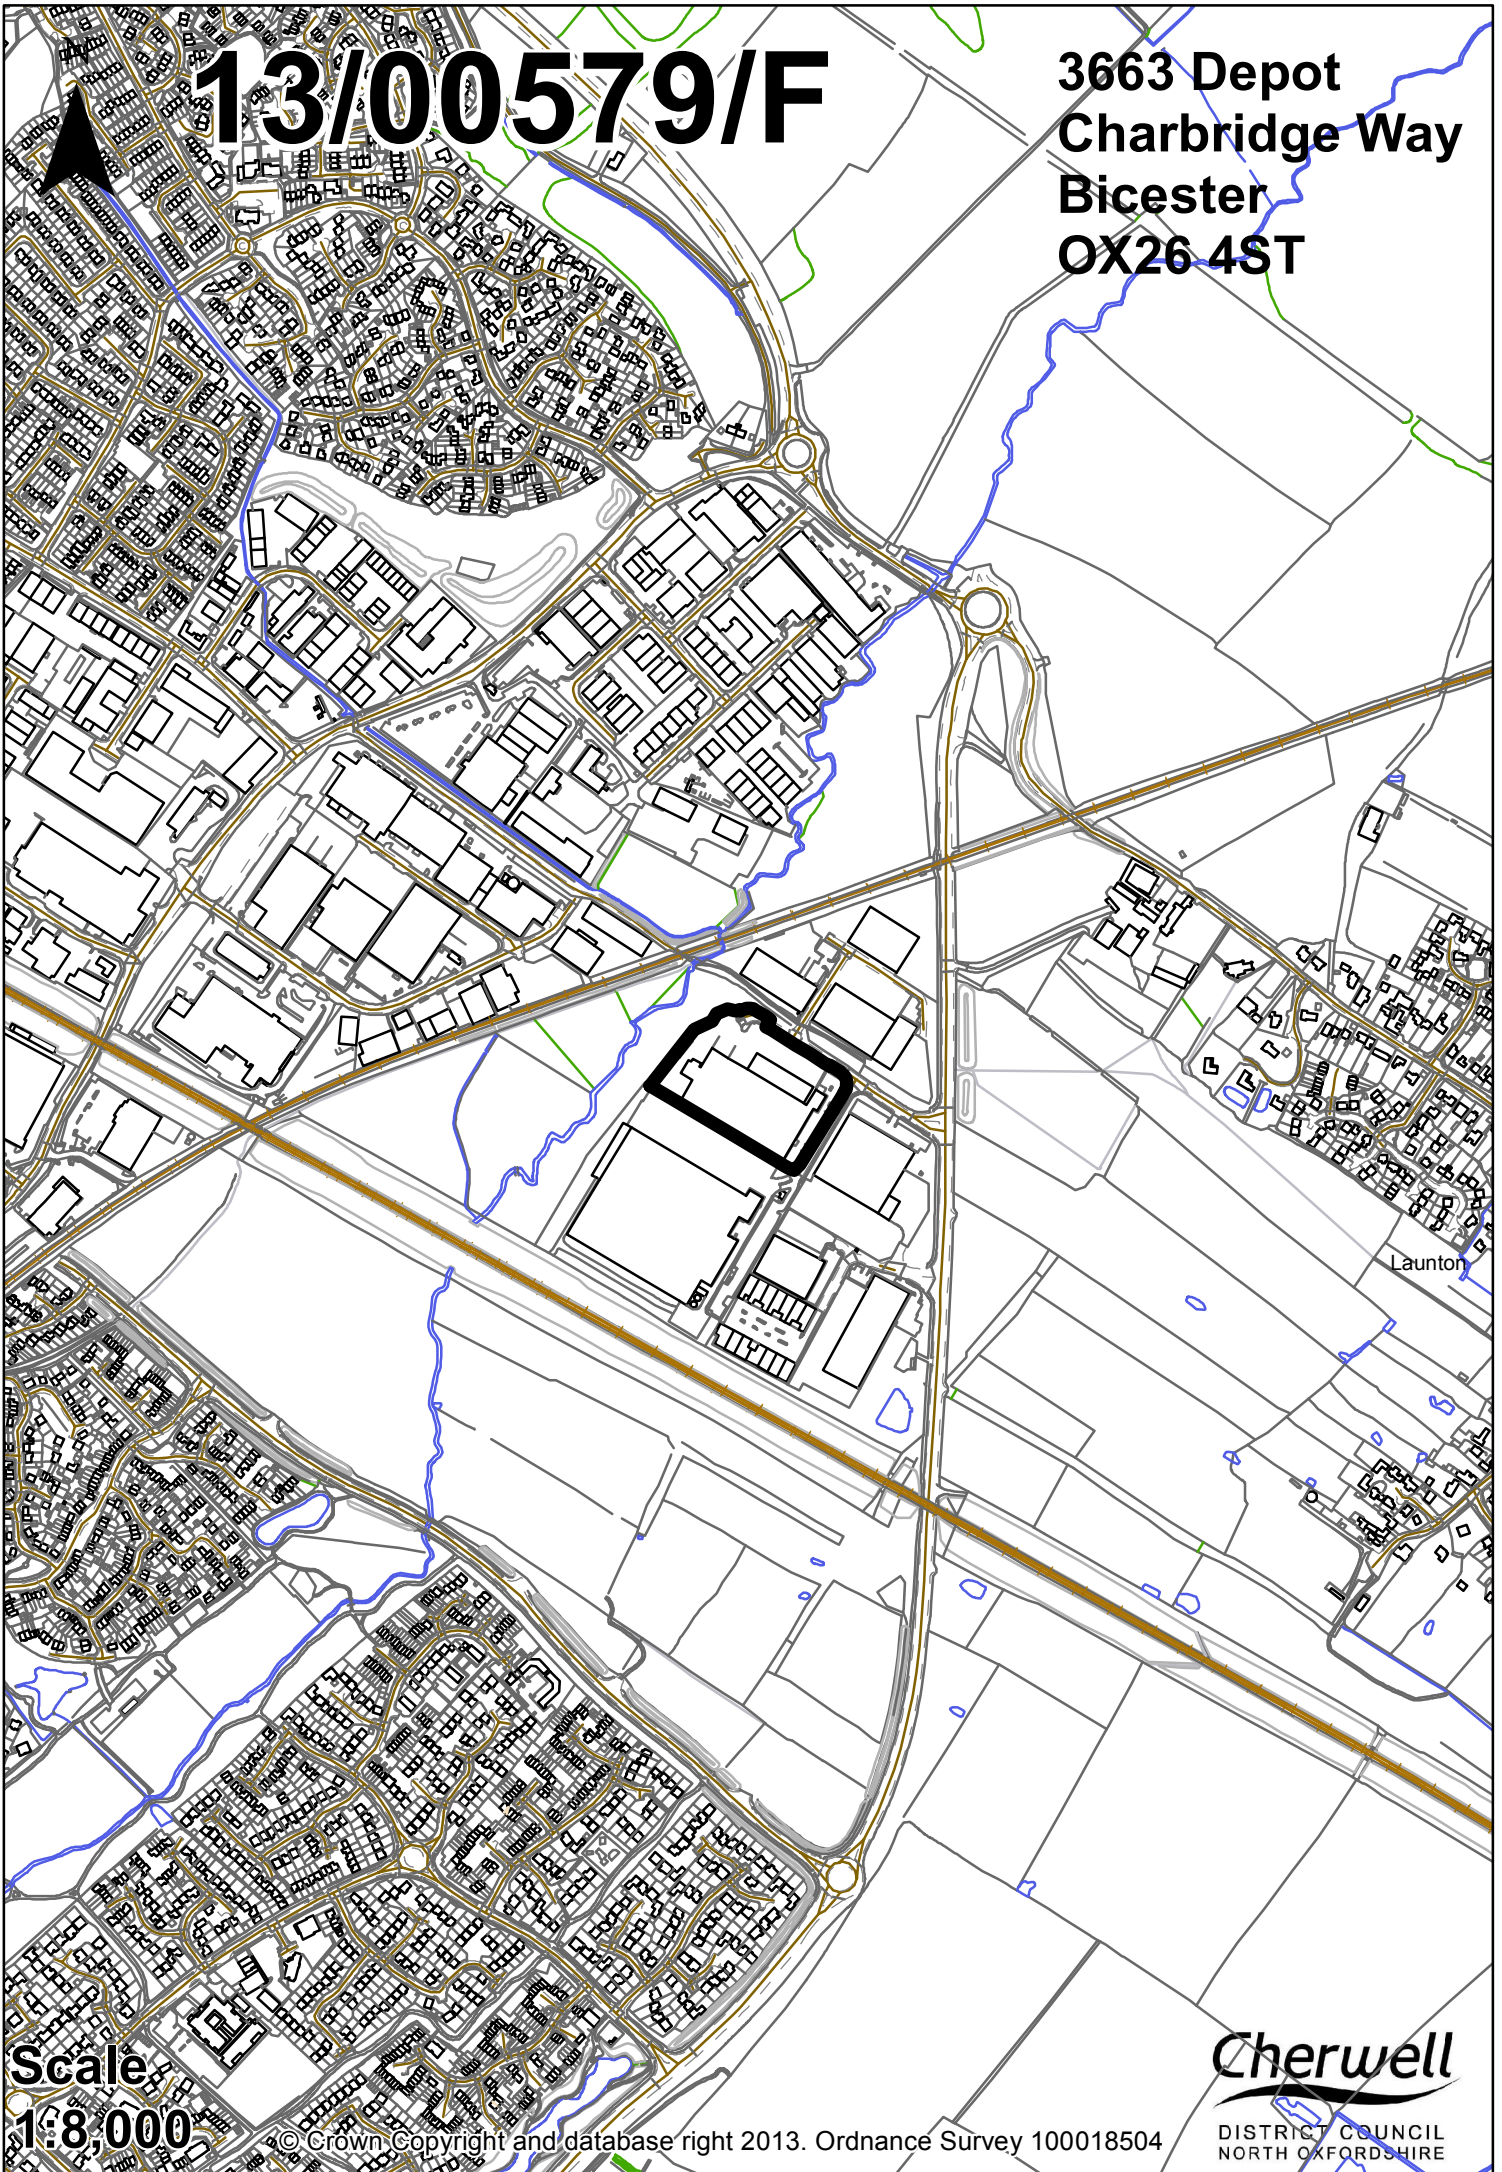 13/00579/F
3663 Depot
Charbridge Way
Bicester
OX26 4ST
Launton
Scale
1:8,000
© Crown Copyright and database right 2013. Ordnance Survey 100018504
Cherwell
DISTRICT COUNCIL
NORTH OXFORDSHIRE